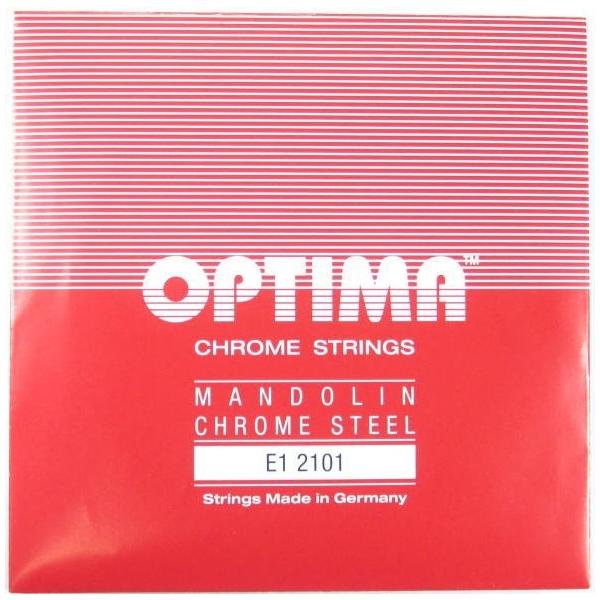 OPTIMA™
CHROME STRINGS
MANDOLIN
CHROME STEEL
E1 2101
Strings Made in Germany